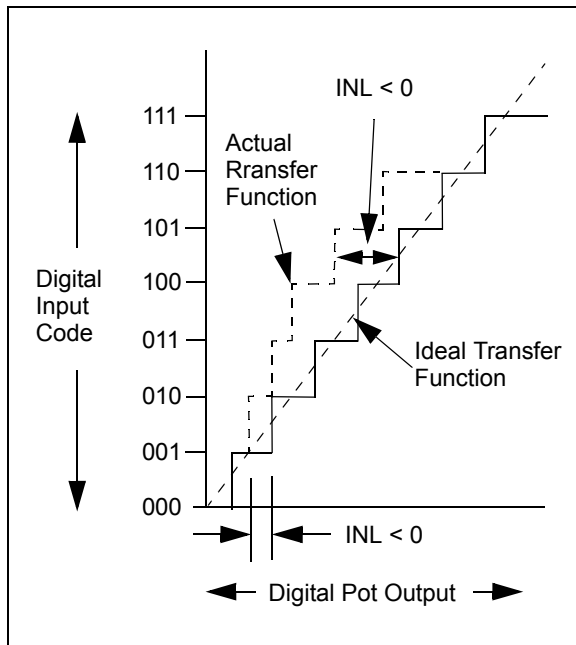 INL < 0
111
Actual
Rransfer
Function
110
101
100
Digital
Input
Code
011
Ideal Transfer
Function
010
001
000
INL < 0
Digital Pot Output